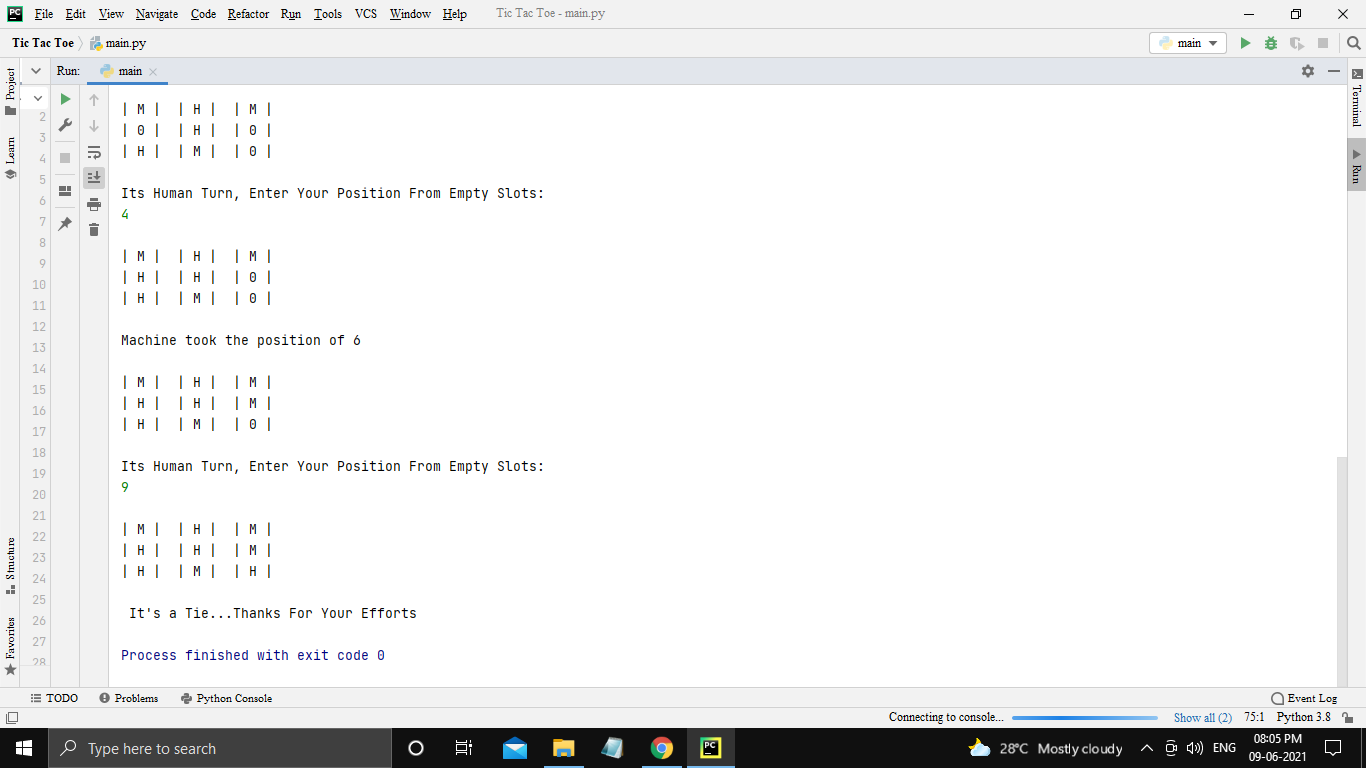 PC File Edit View Navigate Code Refactor Run Tools VCS Window Help Tic Tac Toe - main.py
Tic Tac Toe main.py main
Project
Learn
Structure
Favorites
Run: main
2
3
4
5
6
7
8
9
10
11
12
13
14
15
16
17
18
19
20
21
22
23
24
25
26
27
28
| M | | H | | M |
| 0 | | H | | 0 |
| H | | M | | 0 |
Its Human Turn, Enter Your Position From Empty Slots:
4
| M | | H | | M |
| H | | H | | 0 |
| H | | M | | 0 |
Machine took the position of 6
| M | | H | | M |
| H | | H | | M |
| H | | M | | 0 |
Its Human Turn, Enter Your Position From Empty Slots:
9
| M | | H | | M |
| H | | H | | M |
| H | | M | | H |
It's a Tie...Thanks For Your Efforts
Process finished with exit code 0
Terminal
Run
TODO Problems Python Console Event Log
Connecting to console... Show all (2) 75:1 Python 3.8
Type here to search PC 28°C Mostly cloudy ENG 08:05 PM
09-06-2021